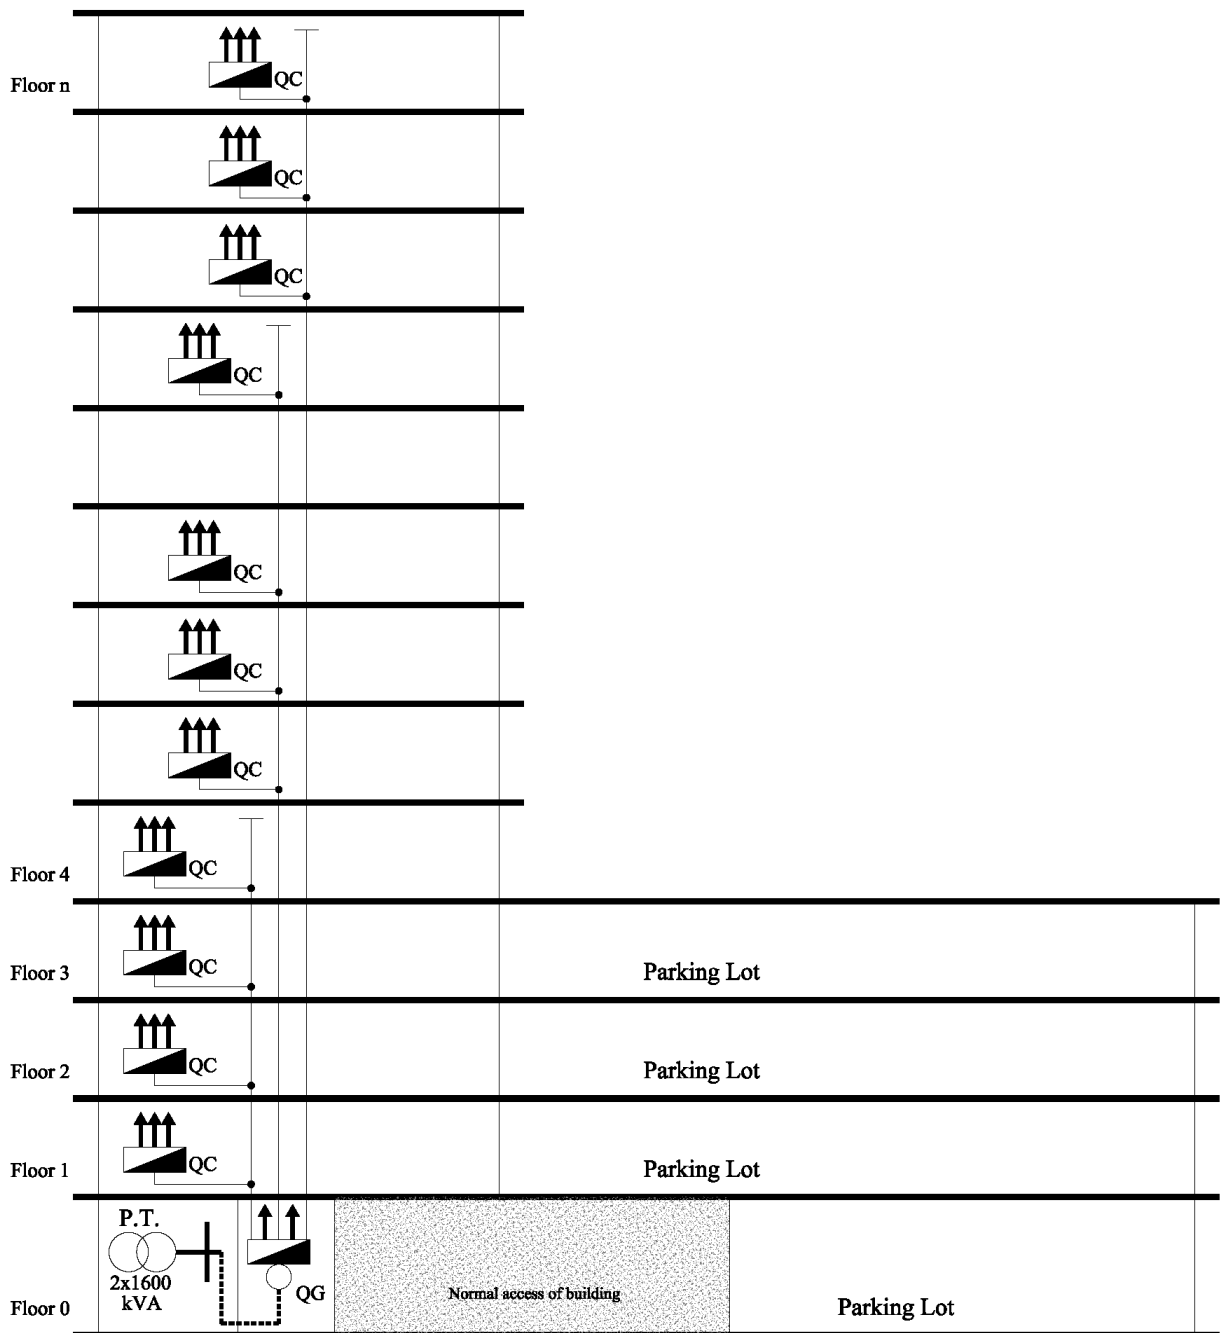 Floor n
QC
QC
QC
QC
QC
QC
QC
Floor 4
QC
Floor 3
QC
Parking Lot
Floor 2
QC
Parking Lot
Floor 1
QC
Parking Lot
P.T.
2x1600
kVA
QG
Normal access of building
Floor 0
Parking Lot